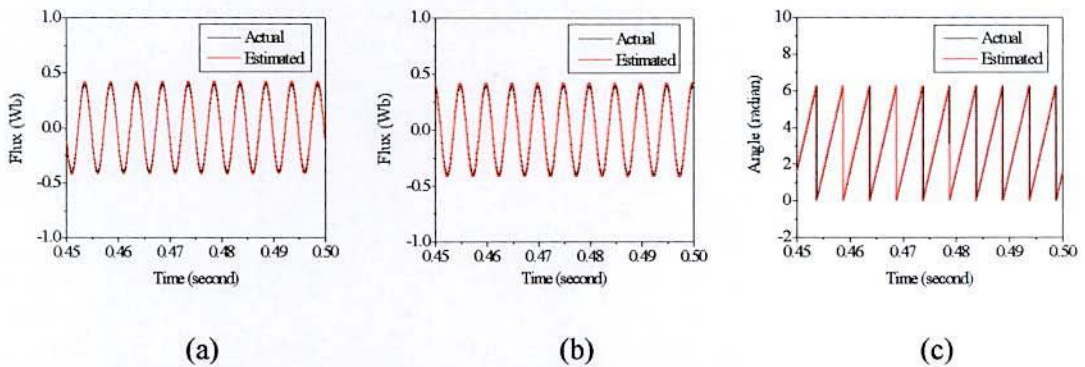 1.0
0.5
0.0
-0.5
-1.0
Flux (Wb)
Actual
Estimated
0.45 0.46 0.47 0.48 0.49 0.50
Time (second)
(a)
1.0
0.5
0.0
-0.5
-1.0
Flux (Wb)
Actual
Estimated
0.45 0.46 0.47 0.48 0.49 0.50
Time (second)
(b)
10
8
6
4
2
0
-2
Angle (radian)
Actual
Estimated
0.45 0.46 0.47 0.48 0.49 0.50
Time (second)
(c)